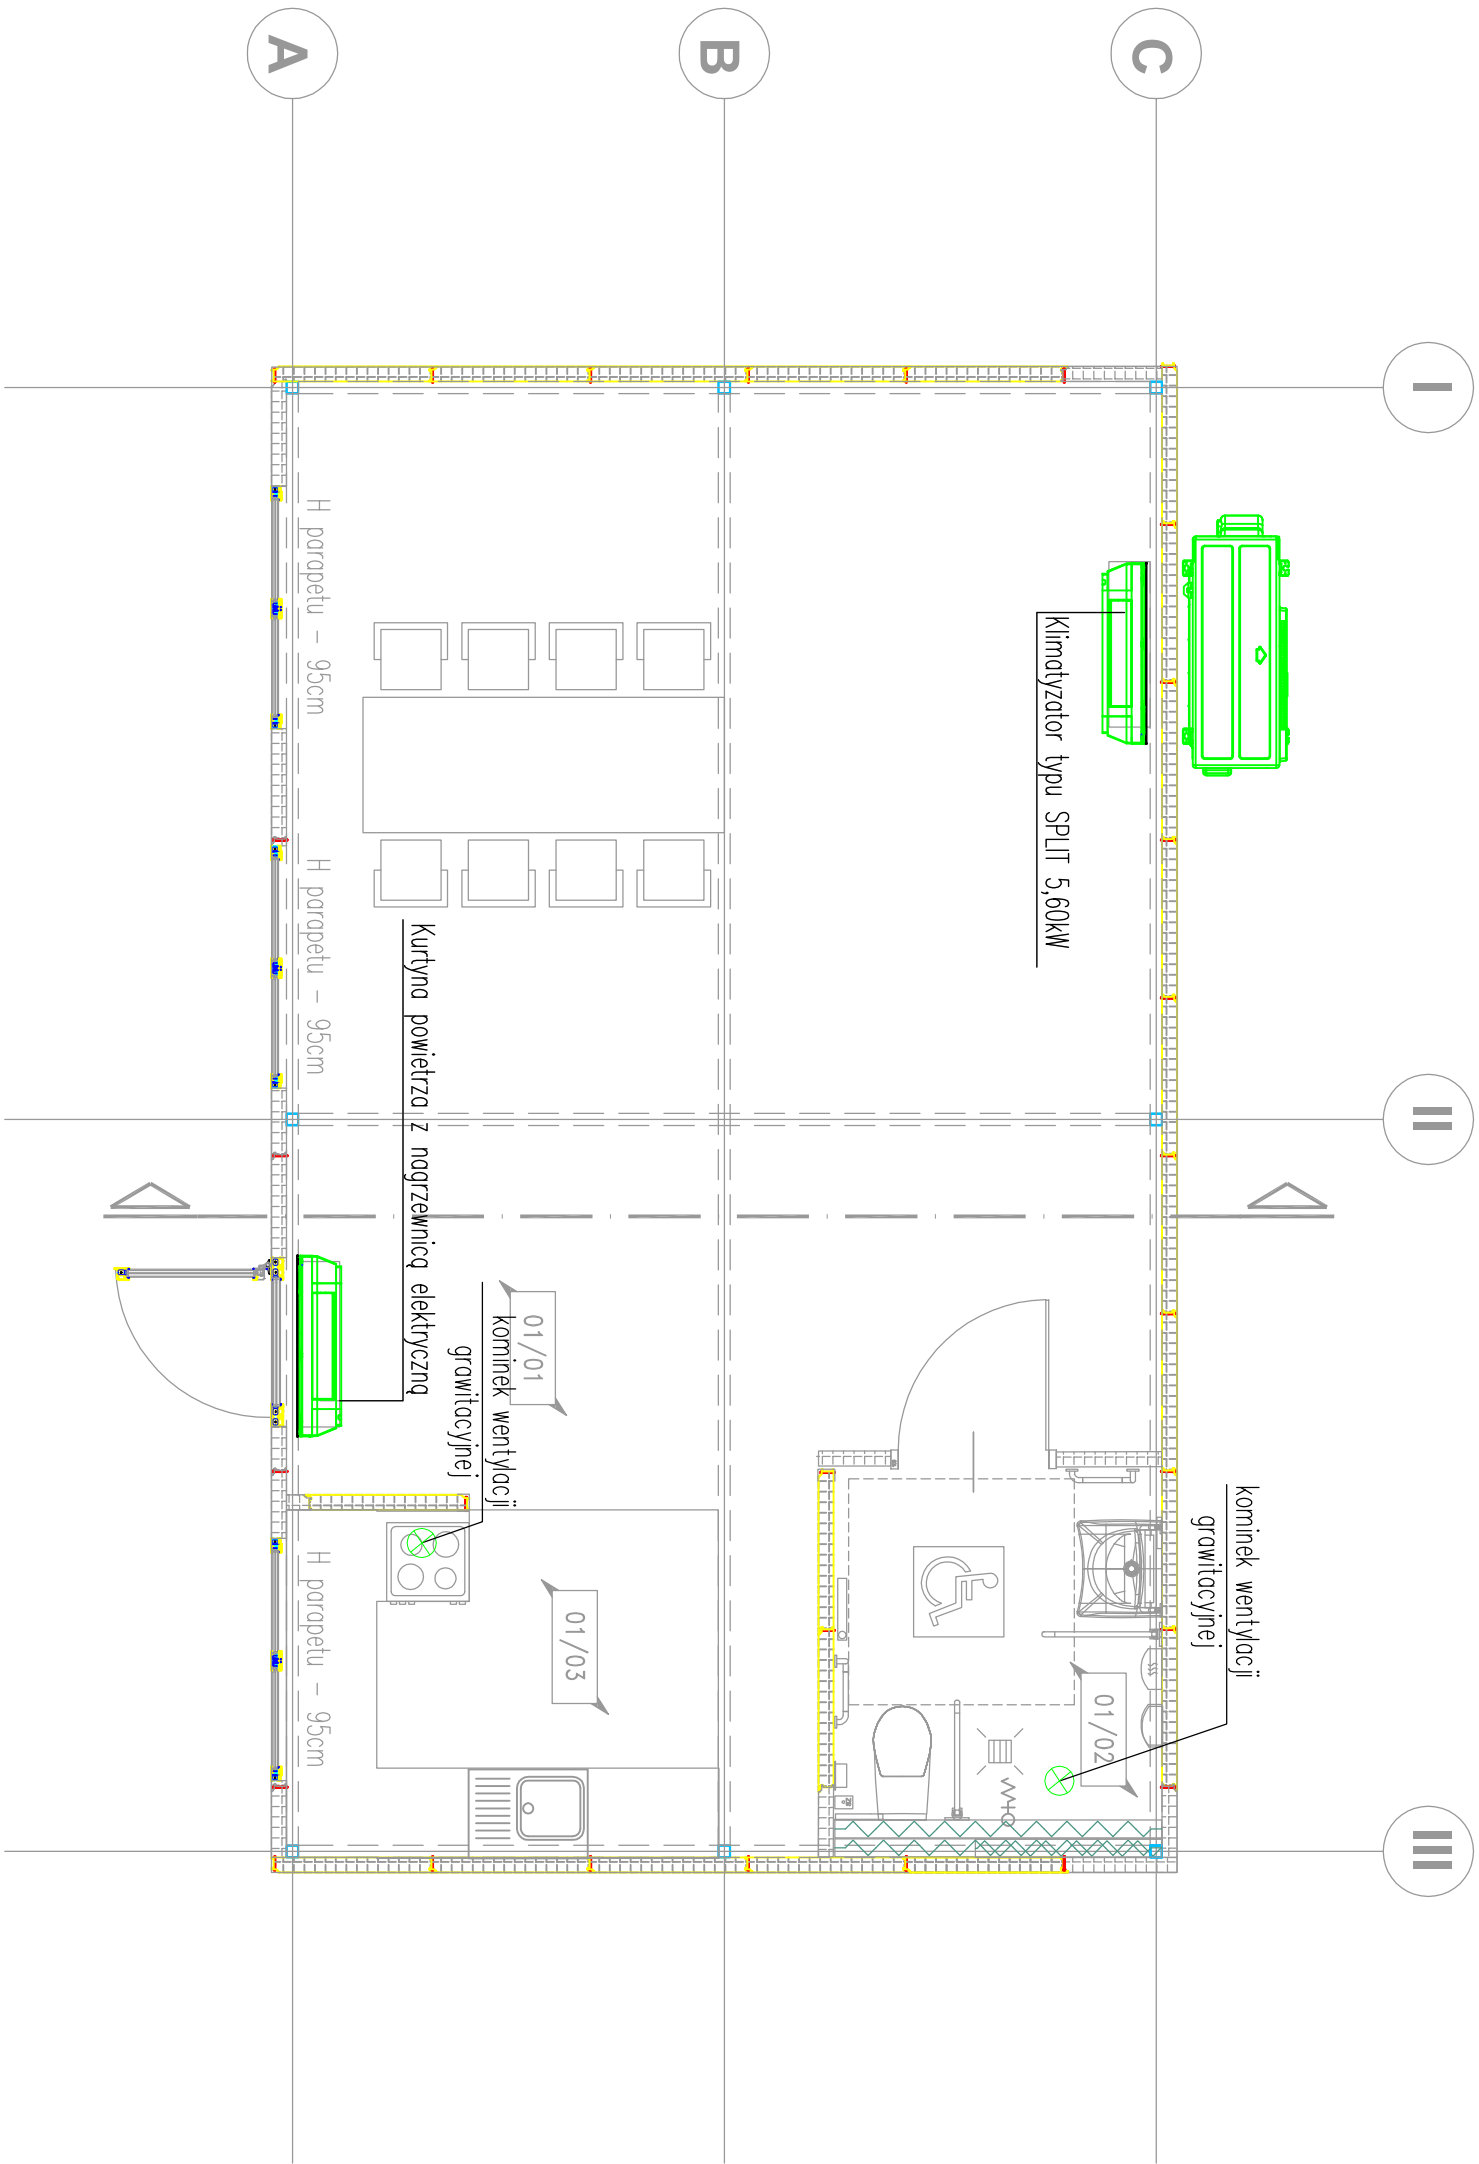 A
B
C
I
II
III
Klimatyzator typu SPLIT 5,60kW
H parapetu - 95cm
H parapetu - 95cm
H parapetu - 95cm
Kurtyna powietrza z nagrzewnicą elektryczną
01/01
kominek wentylacji
grawitacyjnej
01/03
kominek wentylacji
grawitacyjnej
01/02